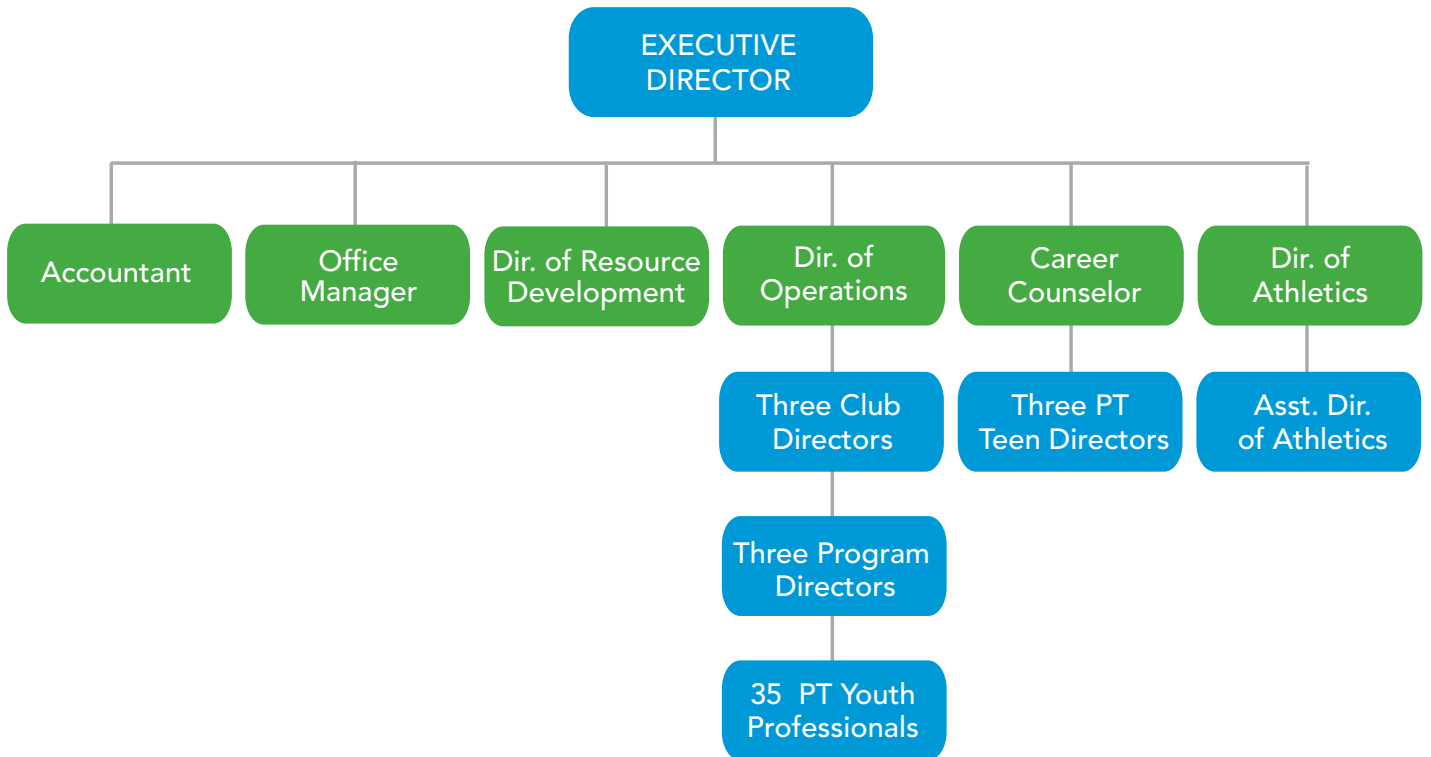 EXECUTIVE
DIRECTOR
Accountant
Office
Manager
Dir. of Resource
Development
Dir. of
Operations
Career
Counselor
Dir. of
Athletics
Three Club
Directors
Three PT
Teen Directors
Asst. Dir.
of Athletics
Three Program
Directors
35 PT Youth
Professionals